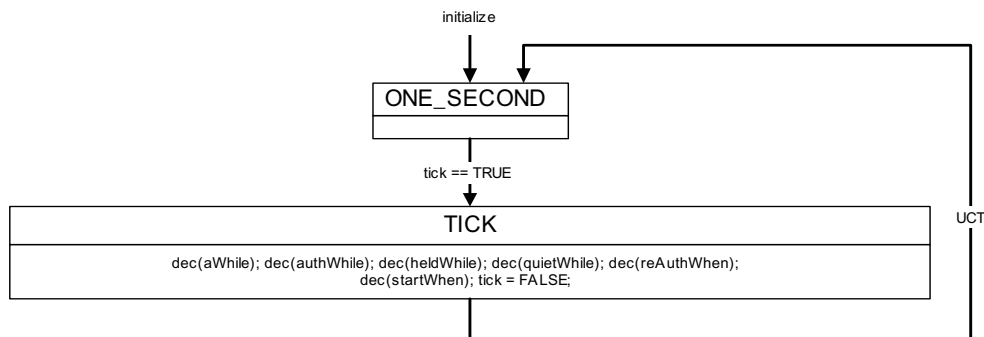 initialize
ONE_SECOND
tick == TRUE
TICK
UCT
dec(aWhile); dec(authWhile); dec(heldWhile); dec(quietWhile); dec(reAuthWhen);
dec(startWhen); tick = FALSE;